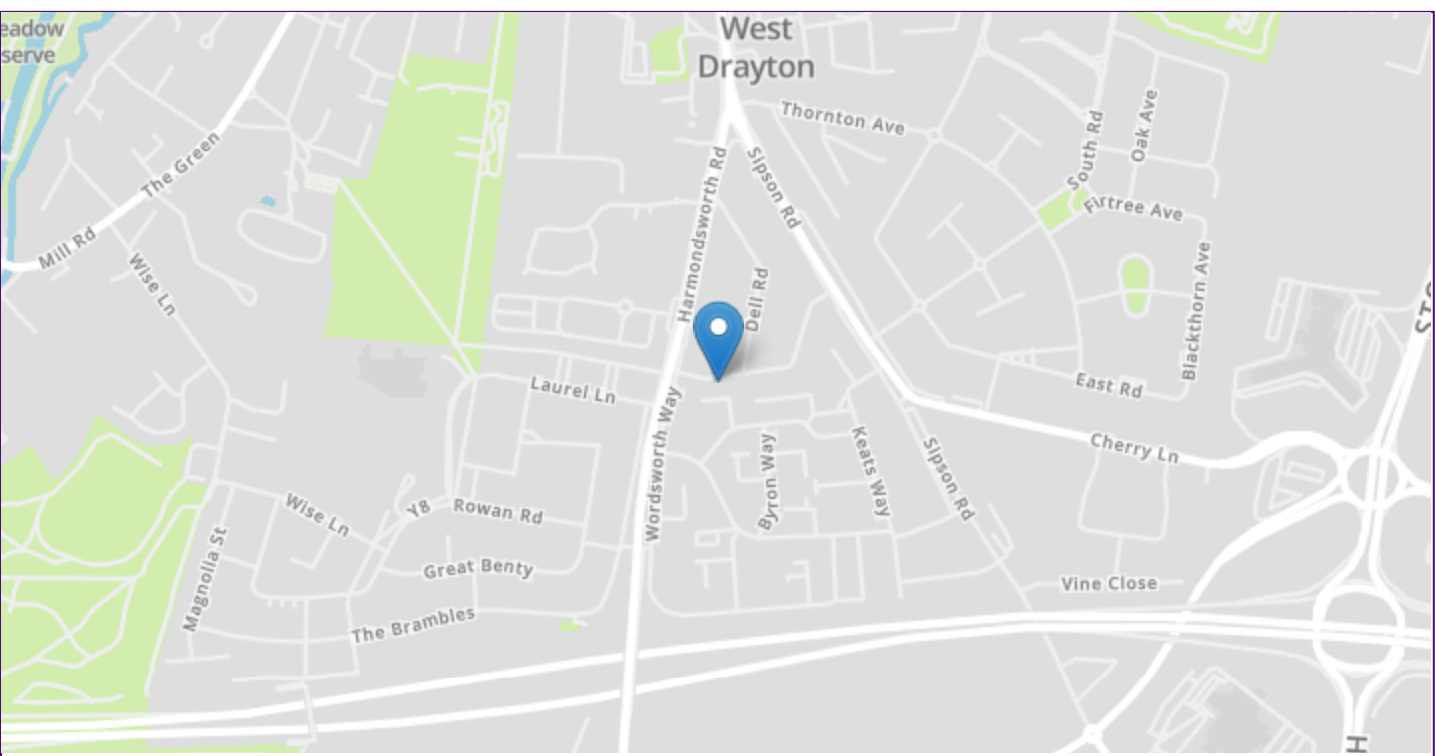 eadow
serve
West
Drayton
Thornton Ave
South Rd
Oak Ave
The Green
Harmondsworth Rd
Sipson Rd
Firtree Ave
Mill Rd
Wise Ln
Dell Rd
Blackthorn Ave
STO
Laurel Ln
East Rd
Wordsworth Way
Byron Way
Keats Way
Sipson Rd
Cherry Ln
Wise Ln
Y8
Rowan Rd
Magnolia St
Great Benty
Vine Close
The Brambles
H